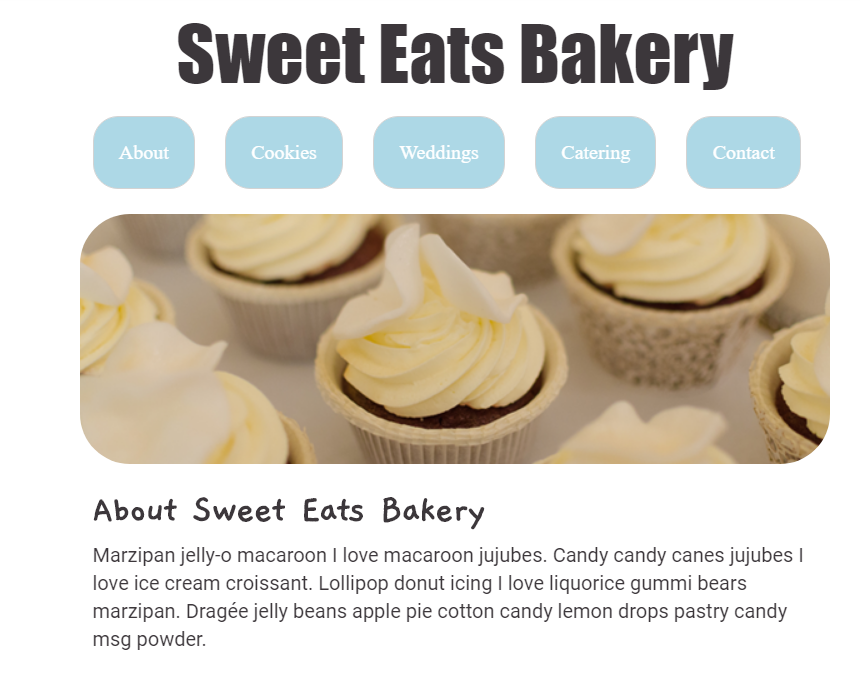 Sweet Eats Bakery
About Cookies Weddings Catering Contact
About Sweet Eats Bakery
Marzipan jelly-o macaroon I love macaroon jujubes. Candy candy canes jujubes I
love ice cream croissant. Lollipop donut icing I love liquorice gummi bears
marzipan. Dragée jelly beans apple pie cotton candy lemon drops pastry candy
msg powder.